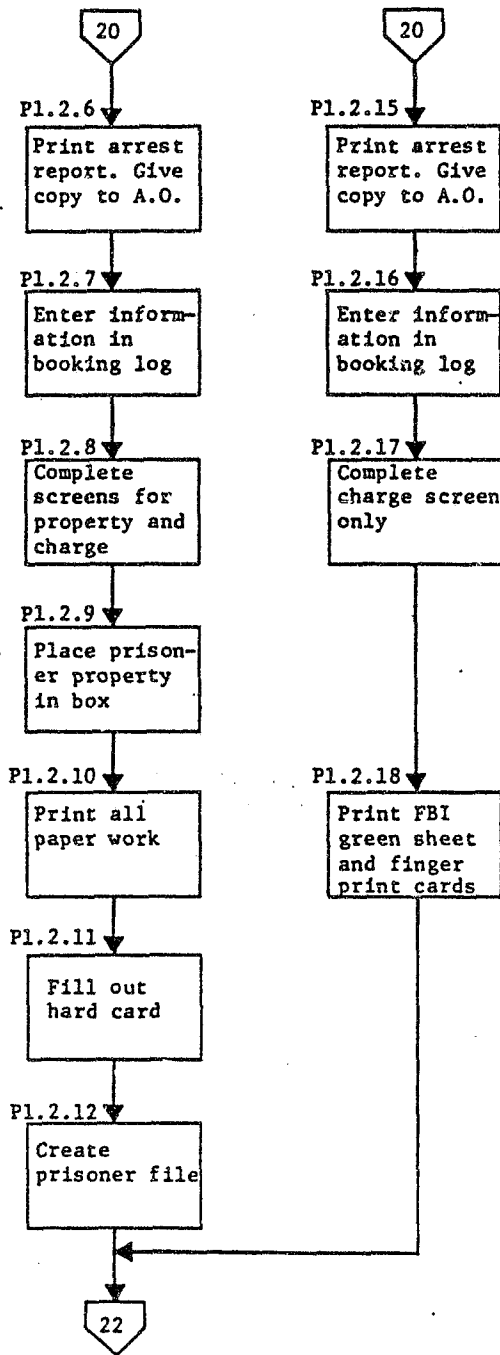 20
P1.2.6
Print arrest
report. Give
copy to A.O.
P1.2.7
Enter inform-
ation in
booking log
P1.2.8
Complete
screens for
property and
charge
P1.2.9
Place prison-
er property
in box
P1.2.10
Print all
paper work
P1.2.11
Fill out
hard card
P1.2.12
Create
prisoner file
22
20
P1.2.15
Print arrest
report. Give
copy to A.O.
P1.2.16
Enter inform-
ation in
booking log
P1.2.17
Complete
charge screen
only
P1.2.18
Print FBI
green sheet
and finger
print cards